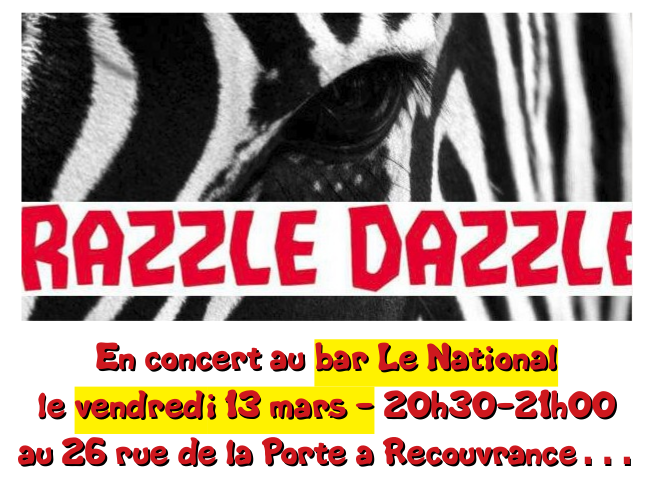 RAZZLE DAZZLE
En concert au bar Le National
le vendredi 13 mars - 20h30-21h00
au 26 rue de la Porte a Recouvrance...